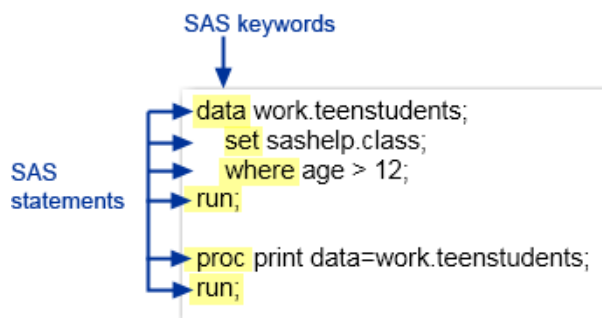 SAS keywords
data work.teenstudents;
set sashelp.class;
where age > 12;
run;
SAS
statements
proc print data=work.teenstudents;
run;